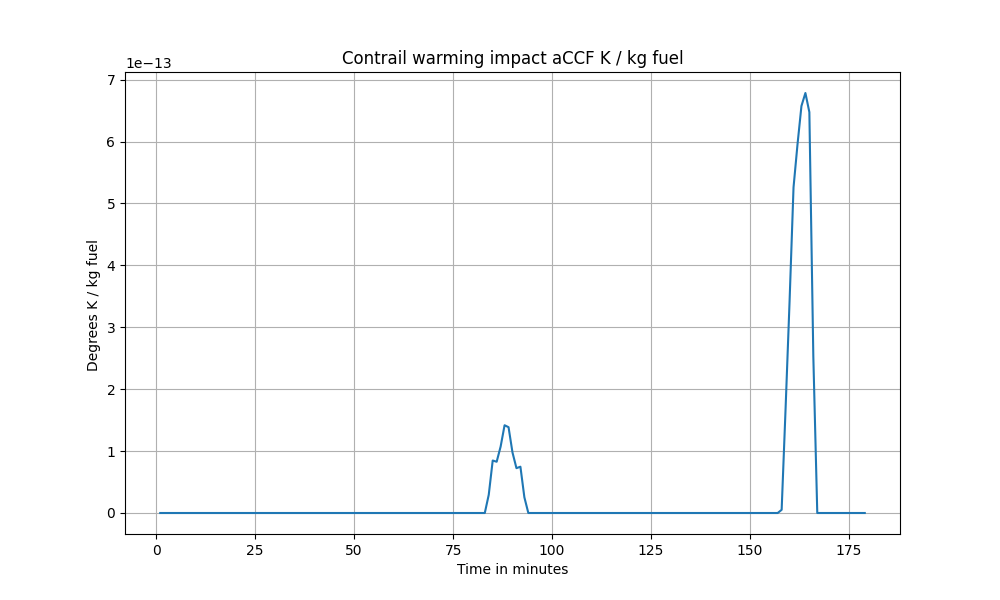 Contrail warming impact aCCF K / kg fuel
1e−13
7
6
5
4
3
2
1
0
Degrees K / kg fuel
0 25 50 75 100 125 150 175
Time in minutes